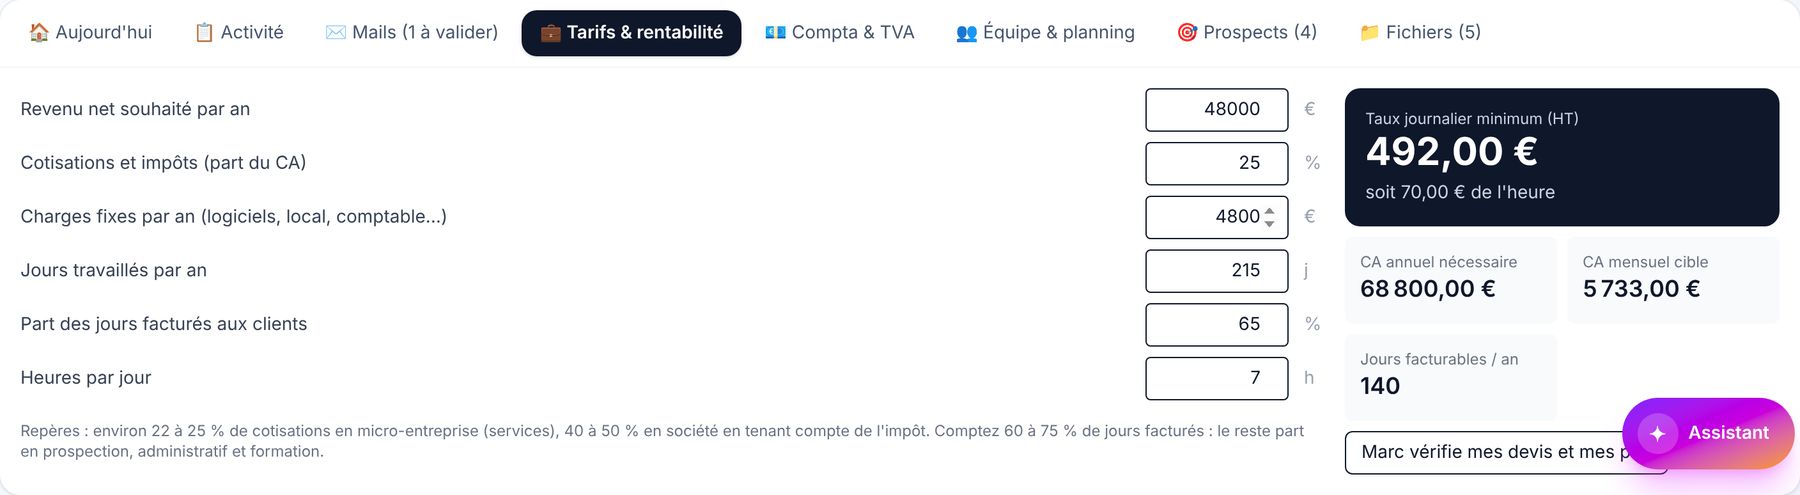 🏠 Aujourd'hui
📋 Activité
✉️ Mails (1 à valider)
💼 Tarifs & rentabilité
💶 Compta & TVA
👥 Équipe & planning
🎯 Prospects (4)
📁 Fichiers (5)
Revenu net souhaité par an 48000 €
Cotisations et impôts (part du CA) 25 %
Charges fixes par an (logiciels, local, comptable...) 4800 €
Jours travaillés par an 215 j
Part des jours facturés aux clients 65 %
Heures par jour 7 h
Repères : environ 22 à 25 % de cotisations en micro-entreprise (services), 40 à 50 % en société en tenant compte de l'impôt. Comptez 60 à 75 % de jours facturés : le reste part
en prospection, administratif et formation.
Taux journalier minimum (HT)
492,00 €
soit 70,00 € de l'heure
CA annuel nécessaire
68 800,00 €
CA mensuel cible
5 733,00 €
Jours facturables / an
140
Marc vérifie mes devis et mes
Assistant